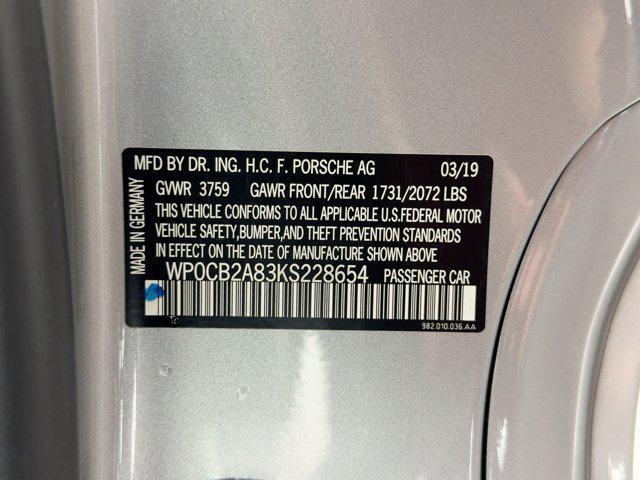 MFD BY DR. ING. H.C. F. PORSCHE AG 03/19
GVWR 3759 GAWR FRONT/REAR 1731/2072 LBS
THIS VEHICLE CONFORMS TO ALL APPLICABLE U.S.FEDERAL MOTOR
VEHICLE SAFETY,BUMPER,AND THEFT PREVENTION STANDARDS
IN EFFECT ON THE DATE OF MANUFACTURE SHOWN ABOVE.
WP0CB2A83KS228654 PASSENGER CAR
982.010.036.AA
MADE IN GERMANY